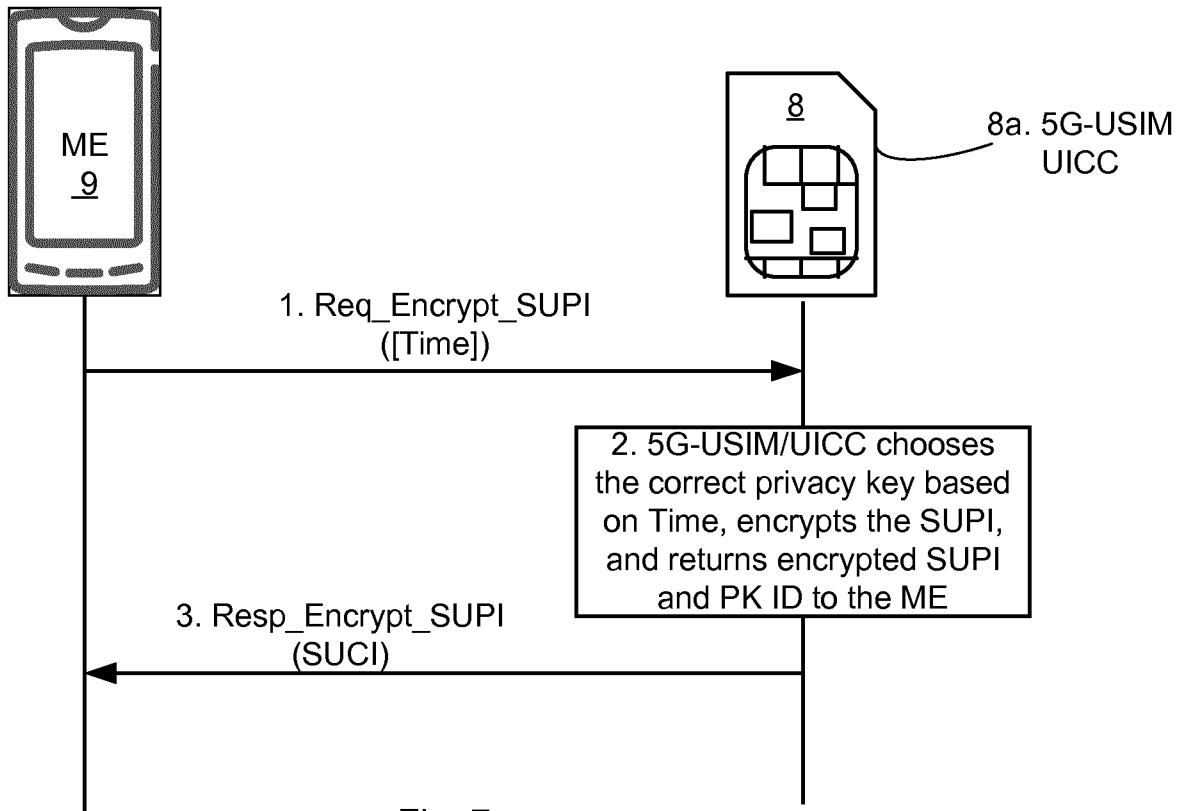 ME
9
8
8a. 5G-USIM
UICC
1. Req_Encrypt_SUPI
([Time])
2. 5G-USIM/UICC chooses
the correct privacy key based
on Time, encrypts the SUPI,
and returns encrypted SUPI
and PK ID to the ME
3. Resp_Encrypt_SUPI
(SUCI)